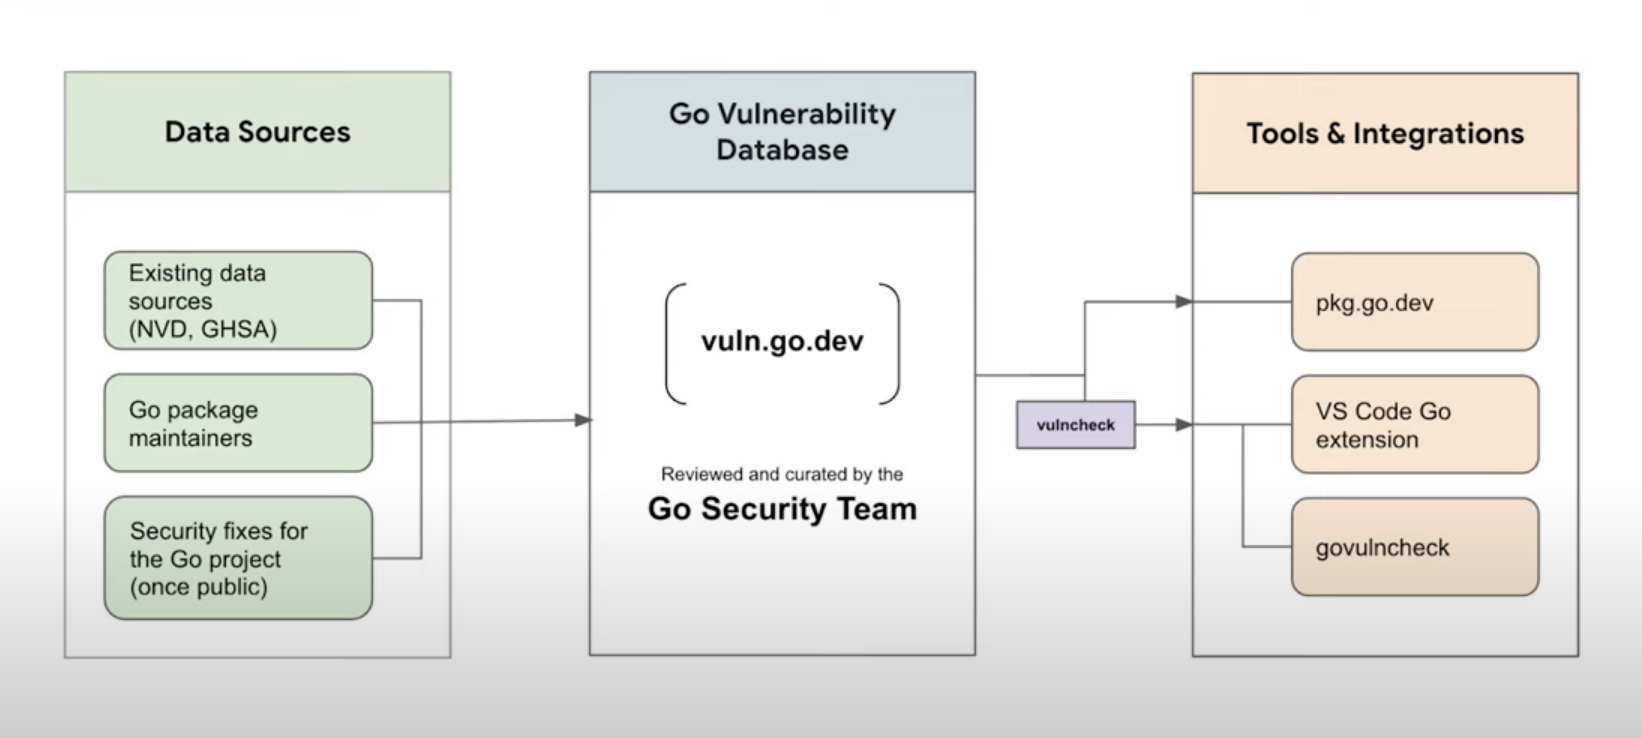 Data Sources
Existing data
sources
(NVD, GHSA)
Go package
maintainers
Security fixes for
the Go project
(once public)
Go Vulnerability
Database
vuln.go.dev
Reviewed and curated by the
Go Security Team
vulncheck
Tools & Integrations
pkg.go.dev
VS Code Go
extension
govulncheck